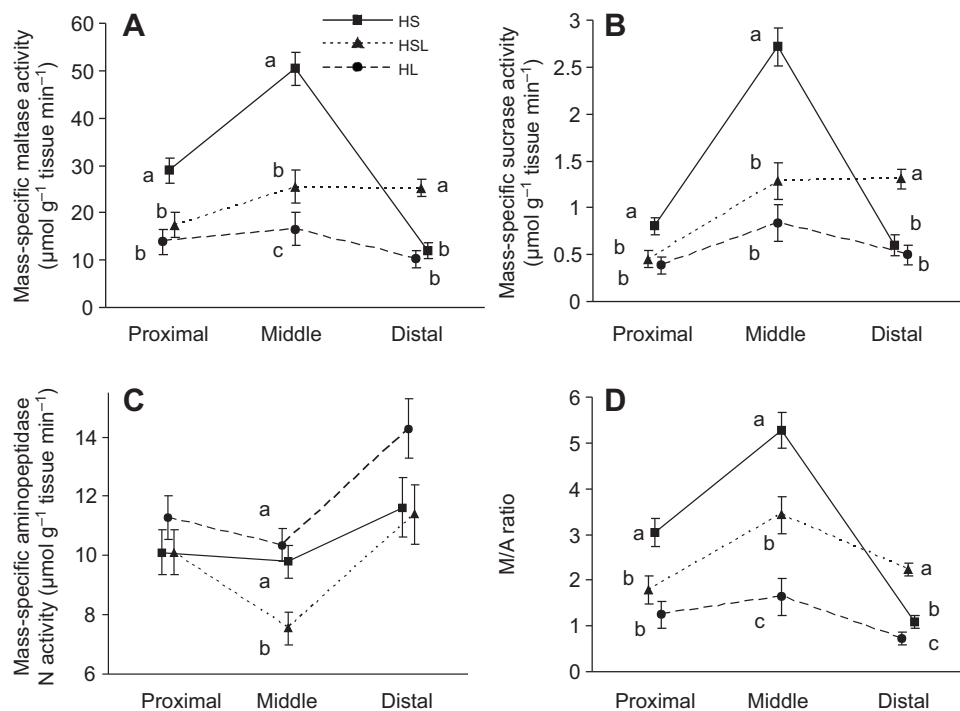 A
HS
HSL
HL
Mass-specific maltase activity
(µmol g⁻¹ tissue min⁻¹)
60
50
40
30
20
10
0
a
a
b
b
a
b
c
b
b
Proximal Middle Distal
B
Mass-specific sucrase activity
(µmol g⁻¹ tissue min⁻¹)
3
2.5
2
1.5
1
0.5
0
a
a
b
a
b
b
b
b
b
Proximal Middle Distal
C
Mass-specific aminopeptidase
N activity (µmol g⁻¹ tissue min⁻¹)
14
12
10
8
6
a
a
b
Proximal Middle Distal
D
M/A ratio
6
5
4
3
2
1
0
a
a
b
a
b
b
b
c
c
Proximal Middle Distal